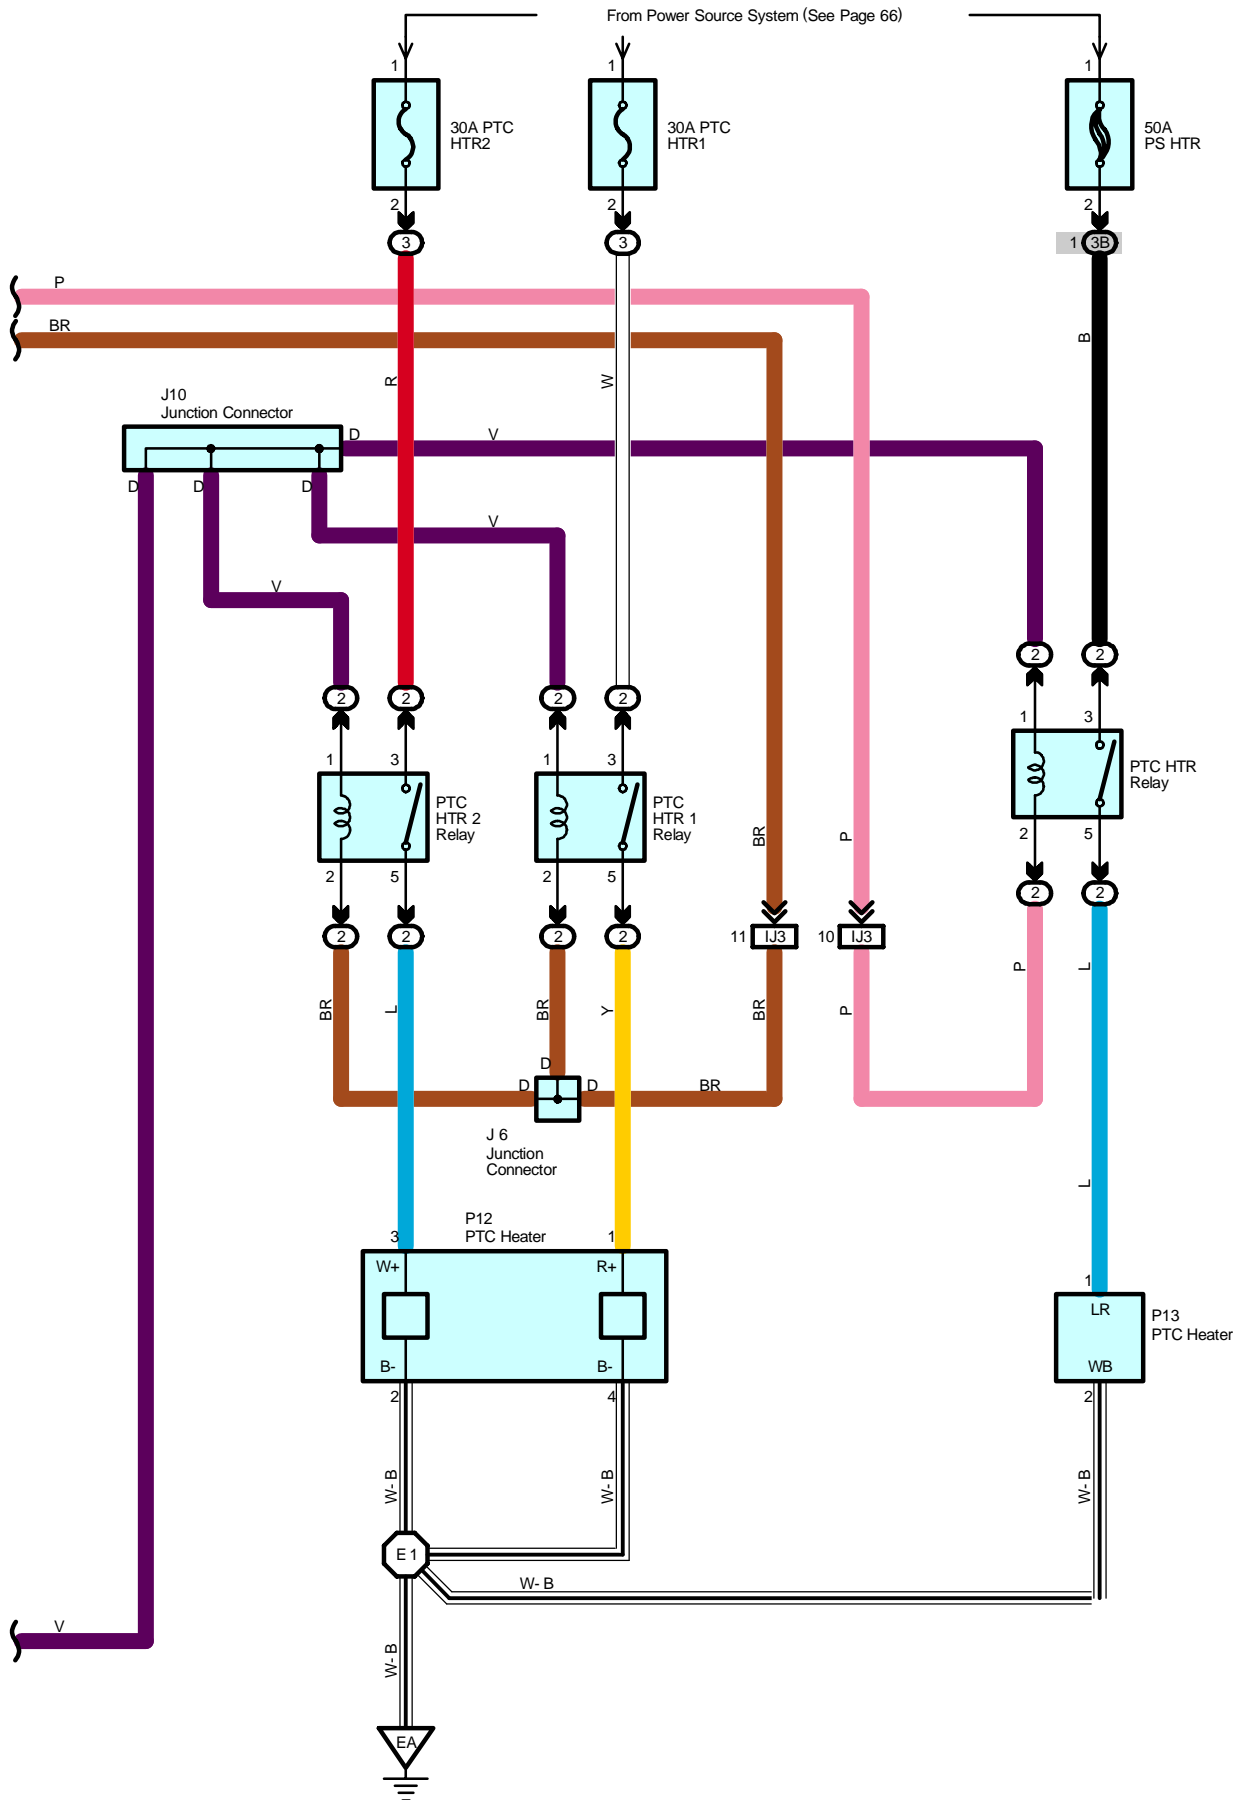 From Power Source System (See Page 66)
1
1
1
30A PTC
HTR2
30A PTC
HTR1
50A
PS HTR
2
2
2
3
3
1 3B
P
BR
R
W
B
J10
Junction Connector
D
V
D
D
D
V
V
2
2
2
2
2
2
1
3
1
3
1
3
PTC HTR
Relay
PTC
HTR 2
Relay
PTC
HTR 1
Relay
BR
P
2
5
2
5
2
5
2
2
2
2
2
2
11 IJ3
10 IJ3
BR
L
BR
Y
BR
P
P
L
D
D
D
BR
J 6
Junction
Connector
L
P12
PTC Heater
3
1
W+
R+
B-
B-
2
4
1
LR
P13
PTC Heater
WB
2
W- B
W- B
W- B
E 1
W- B
V
W- B
EA